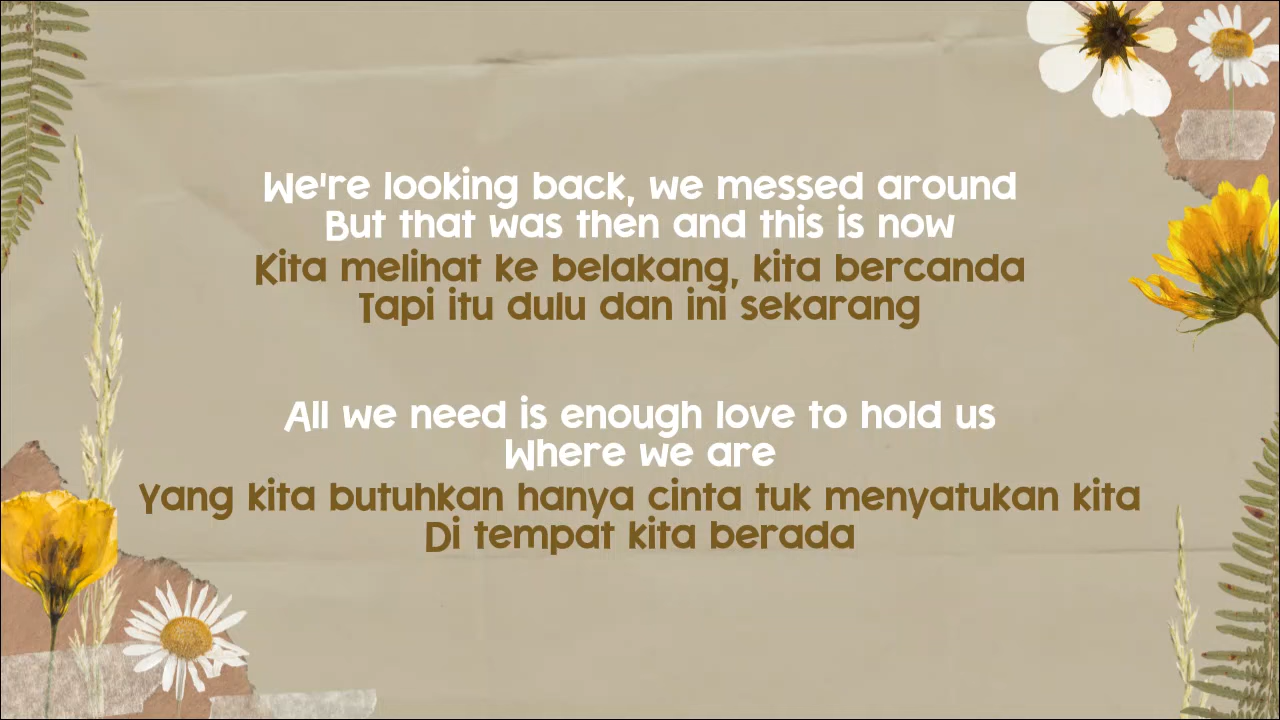 We're looking back, we messed around
But that was then and this is now
Kita melihat ke belakang, kita bercanda
Tapi itu dulu dan ini sekarang
All we need is enough love to hold us
Where we are
Yang kita butuhkan hanya cinta tuk menyatukan kita
Di tempat kita berada